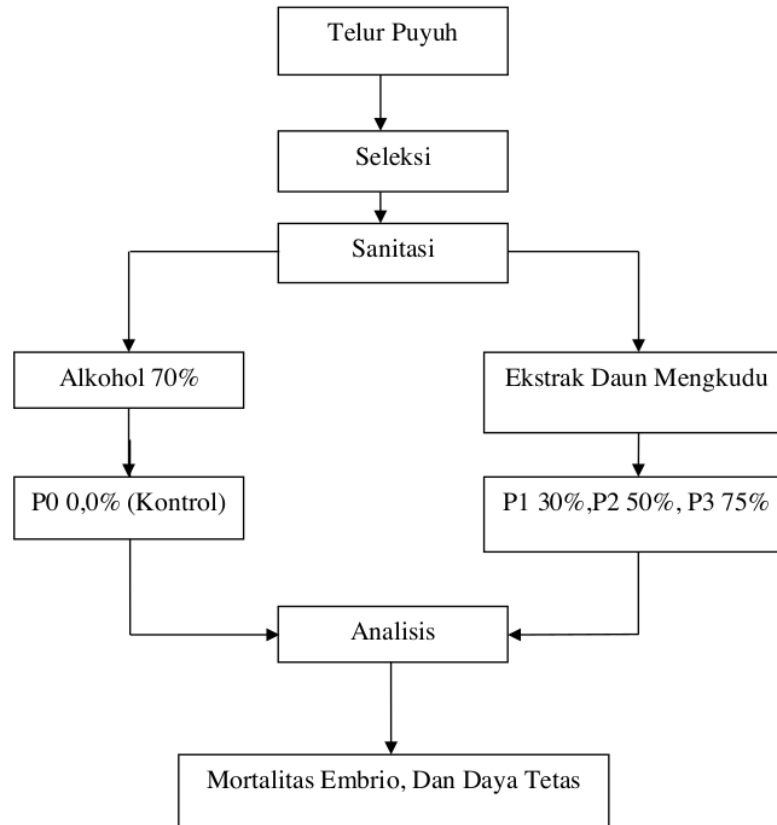 Telur Puyuh
Seleksi
Sanitasi
Alkohol 70%
Ekstrak Daun Mengkudu
P0 0,0% (Kontrol)
P1 30%,P2 50%, P3 75%
Analisis
Mortalitas Embrio, Dan Daya Tetas